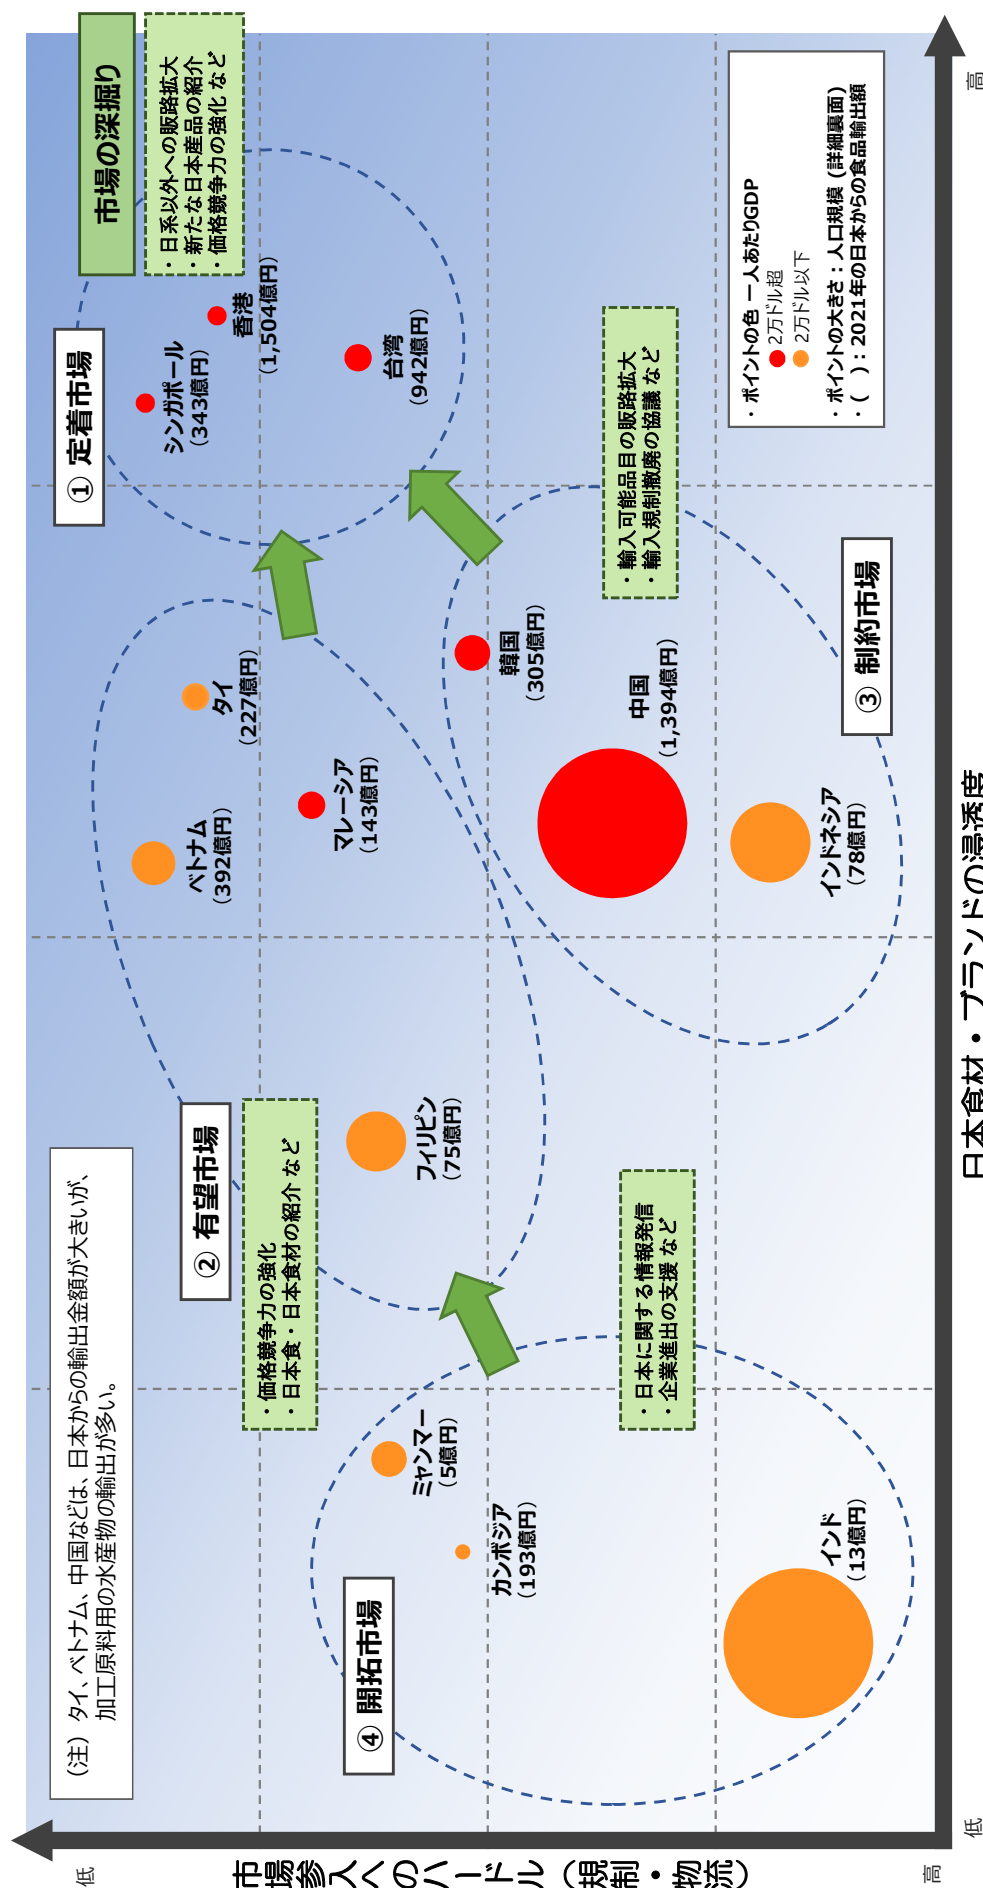 （注） タイ、ベトナム、中国などは、日本からの輸出金額が大きいが、
加工原料用の水産物の輸出が多い。
① 定着市場
市場の深掘り
・日系以外への販路拡大
・新たな日本産品の紹介
・価格競争力の強化 など
シンガポール
（343億円）
香港
（1,504億円）
台湾
（942億円）
② 有望市場
・価格競争力の強化
・日本食・日本食材の紹介 など
ベトナム
（392億円）
タイ
（227億円）
マレーシア
（143億円）
フィリピン
（75億円）
③ 制約市場
・輸入可能品目の販路拡大
・輸入規制撤廃の協議 など
韓国
（305億円）
中国
（1,394億円）
インドネシア
（78億円）
④ 開拓市場
・日本に関する情報発信
・企業進出の支援 など
ミャンマー
（5億円）
カンボジア
（193億円）
インド
（13億円）
・ポイントの色 一人あたりGDP
2万ドル超
2万ドル以下
・ポイントの大きさ：人口規模（詳細裏面）
・（ ）：2021年の日本からの食品輸出額
低
市場参入へのハードル（規制・物流）
高
低
日本食材・ブランドの浸透度
高